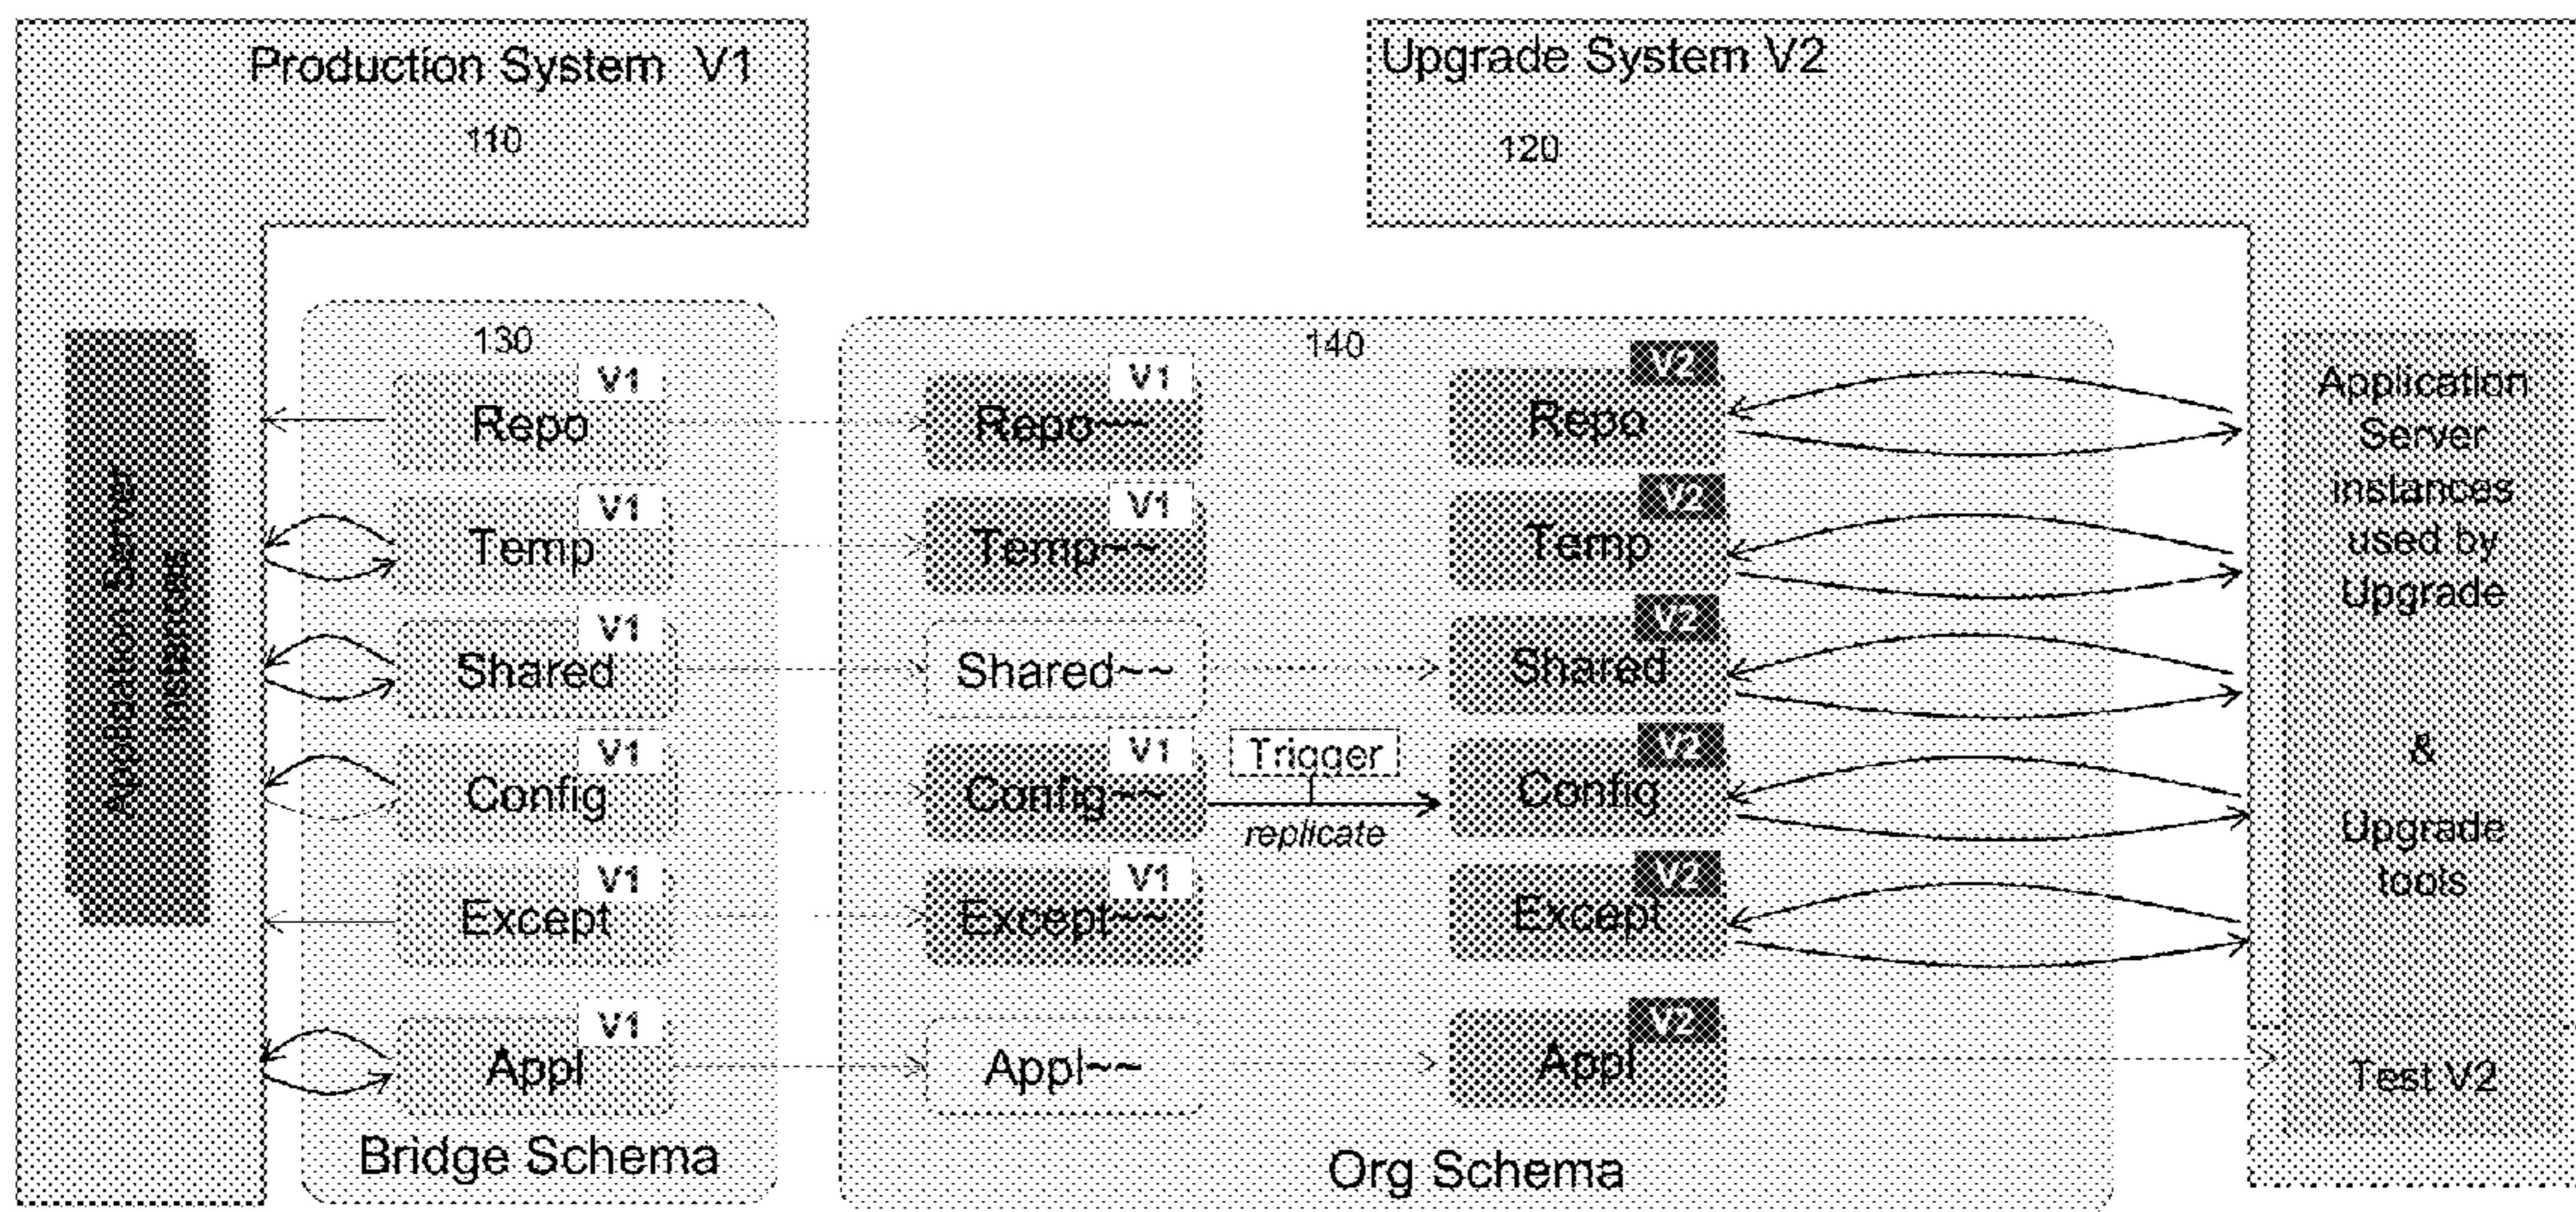 Production System V1
110
Upgrade System V2
120
Application Server
Instances
130
V1
Repo
V1
Temp
V1
Shared
V1
Config
V1
Except
V1
Appl
Bridge Schema
140
V1
Repo~~
V1
Temp~~
Shared~~
V1
Config~~
V1
Except~~
Appl~~
Trigger
replicate
V2
Repo
V2
Temp
V2
Shared
V2
Config
V2
Except
V2
Appl
Org Schema
Application
Server
instances
used by
Upgrade
&
Upgrade
tools
Test V2